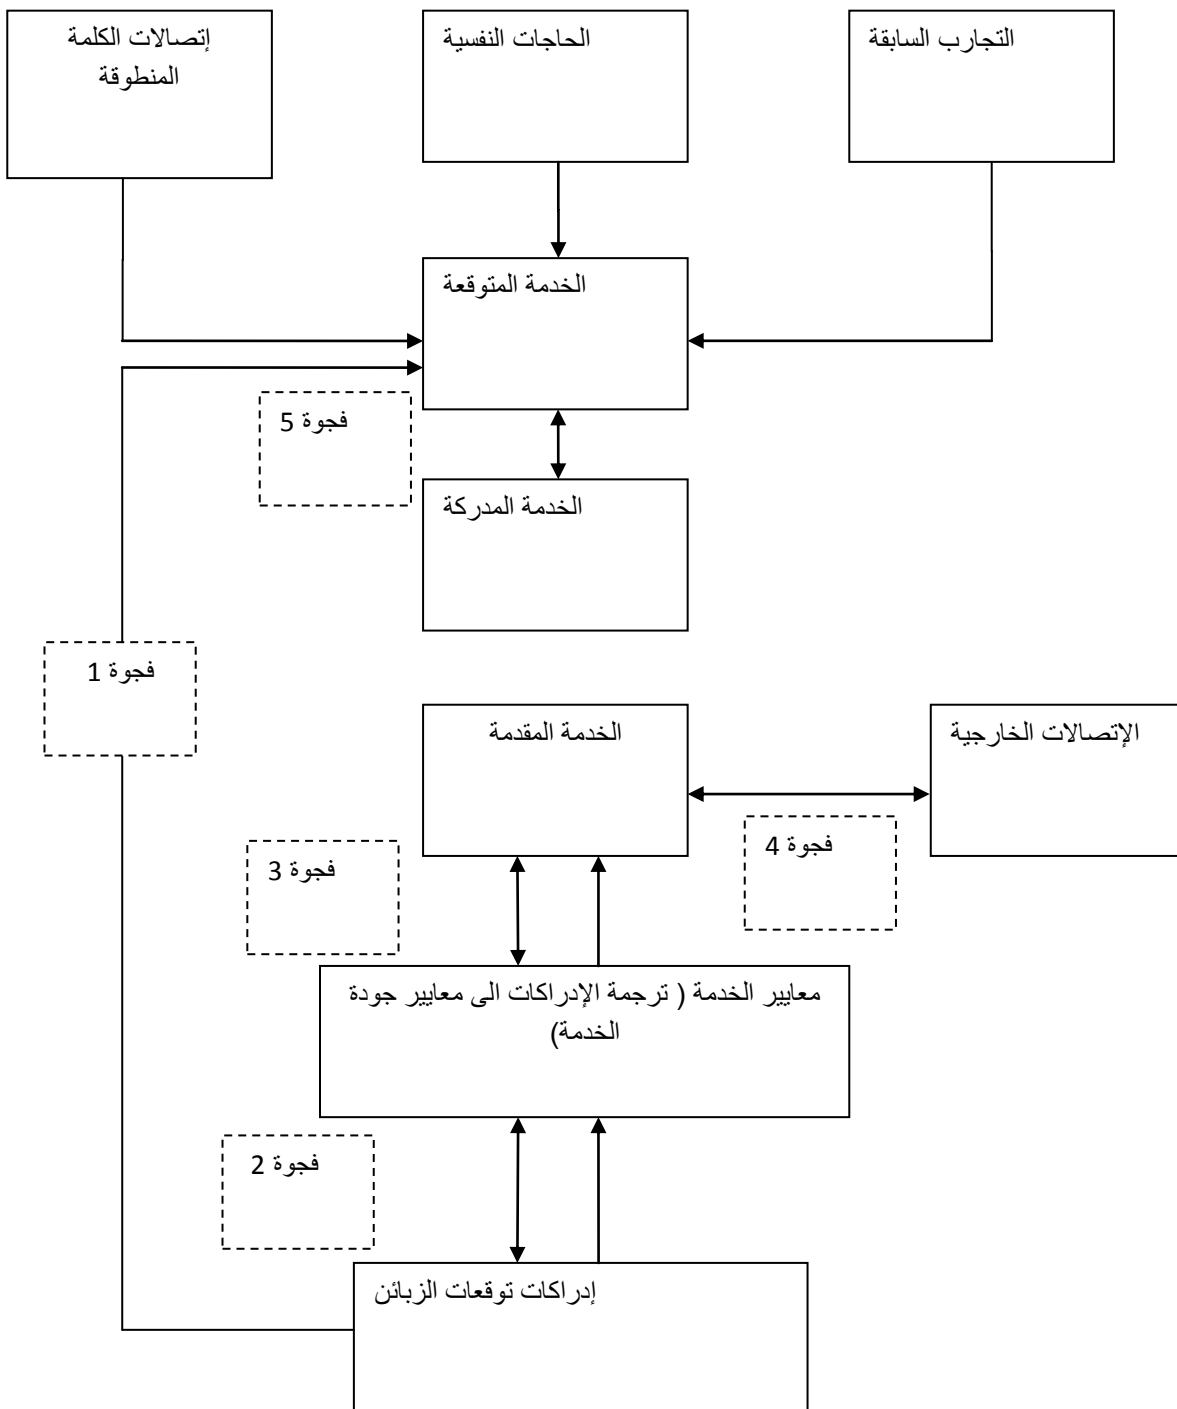 التجارب السابقة
الحاجات النفسية
إتصالات الكلمة
المنطوقة
الخدمة المتوقعة
فجوة 5
الخدمة المدركة
فجوة 1
الإتصالات الخارجية
الخدمة المقدمة
فجوة 4
فجوة 3
معايير الخدمة ( ترجمة الإدراكات الى معايير جودة
الخدمة)
فجوة 2
إدراكات توقعات الزبائن